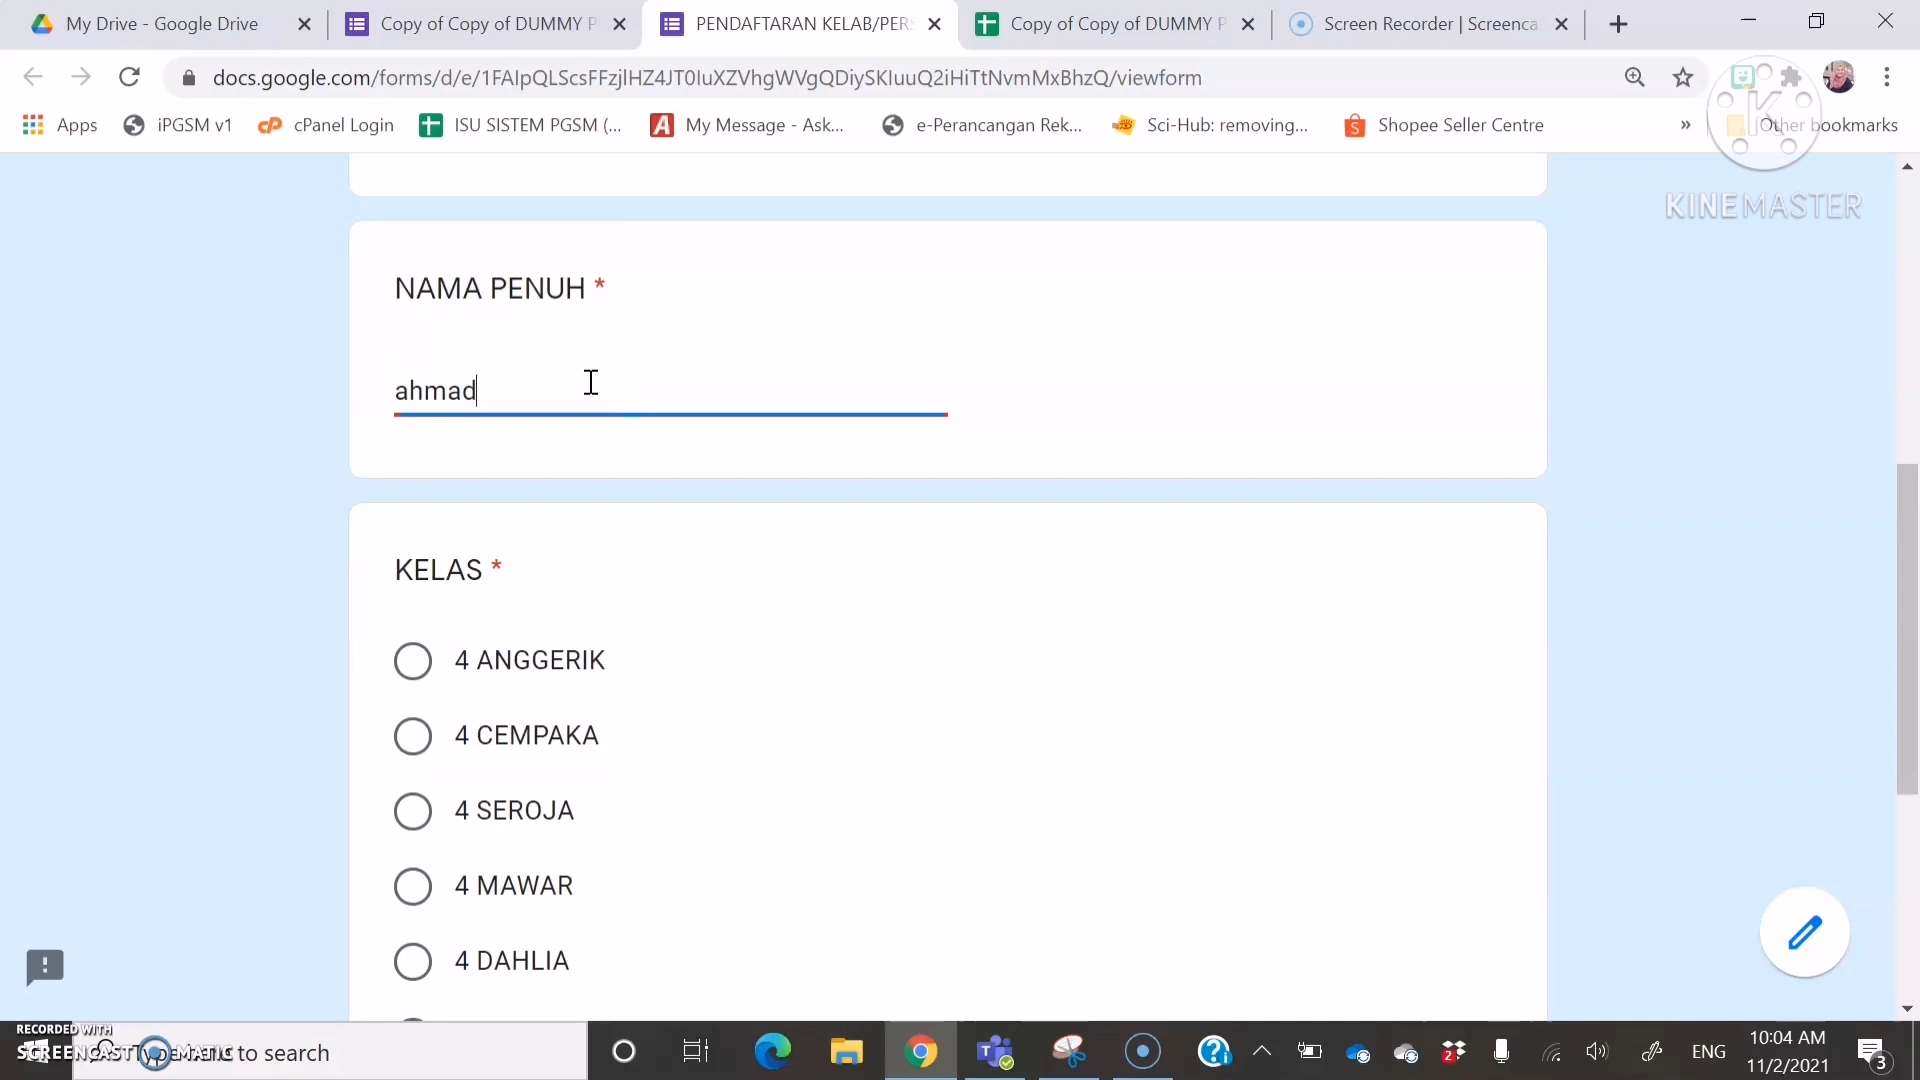 My Drive - Google Drive
Copy of Copy of DUMMY P
PENDAFTARAN KELAB/PERS
Copy of Copy of DUMMY P
Screen Recorder | Screenca
docs.google.com/forms/d/e/1FAIpQLScsFFzjlHZ4JT0IuXZVhgWVgQDiySKIuuQ2iHiTtNvmMxBhzQ/viewform
Apps
iPGSM v1
cPanel Login
ISU SISTEM PGSM (...
My Message - Ask...
e-Perancangan Rek...
Sci-Hub: removing...
Shopee Seller Centre
»
Other bookmarks
KINEMASTER
NAMA PENUH *
ahmad
KELAS *
4 ANGGERIK
4 CEMPAKA
4 SEROJA
4 MAWAR
4 DAHLIA
RECORDED WITH
SCREENCAST MATIC
to search
ENG
10:04 AM
11/2/2021
3